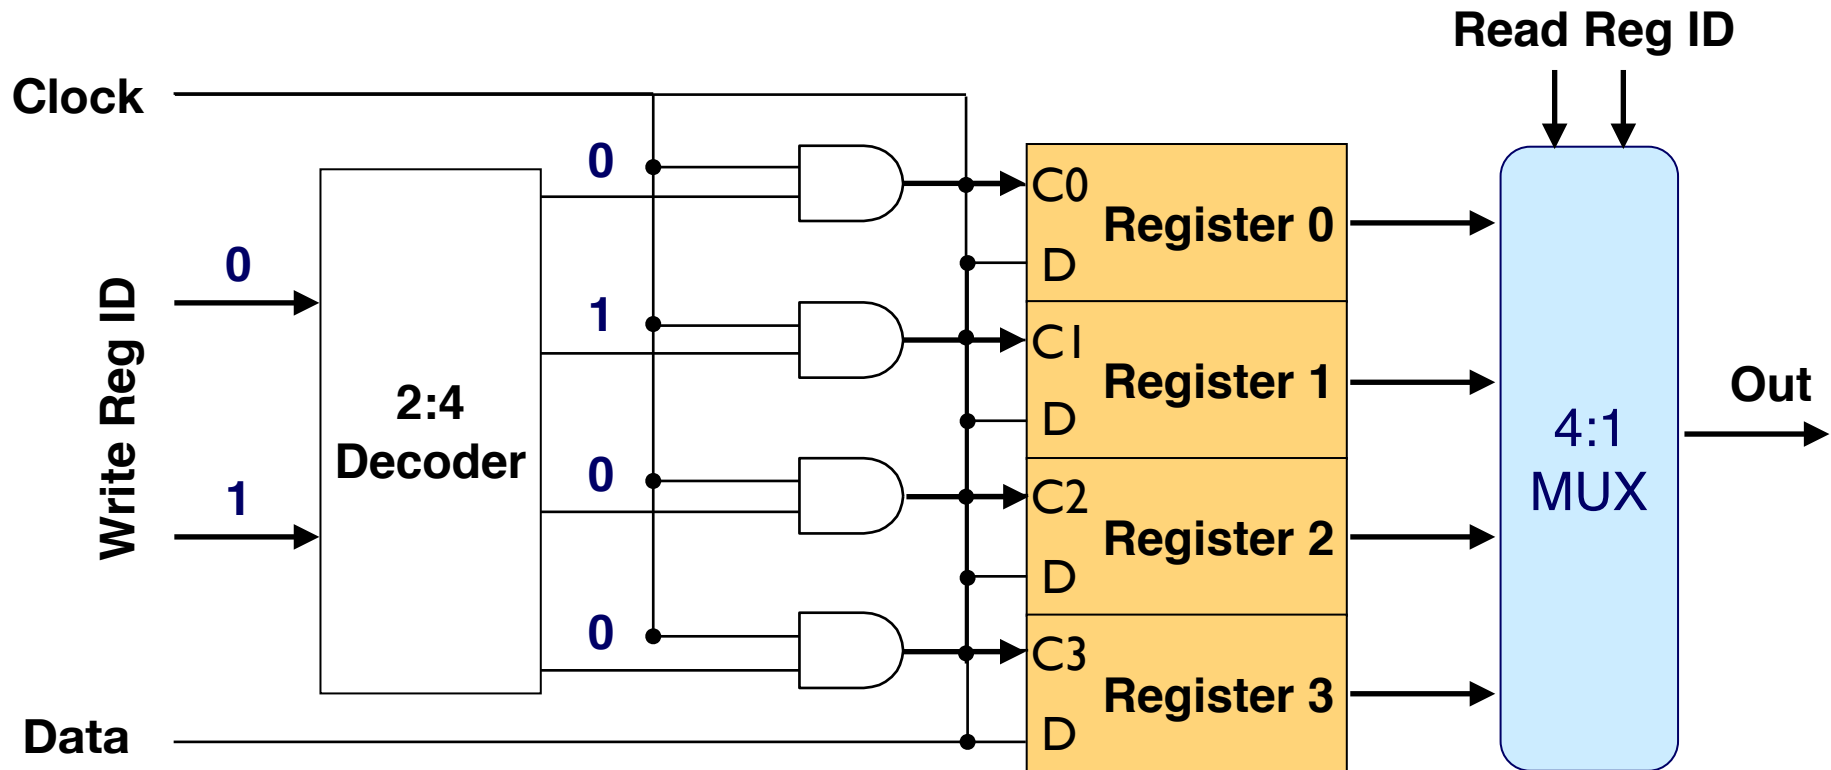 Read Reg ID
Clock
0
C0
Register 0
D
0
1
C1
Register 1
D
Write Reg ID
2:4
Decoder
Out
4:1
MUX
1
0
C2
Register 2
D
0
C3
Register 3
D
Data